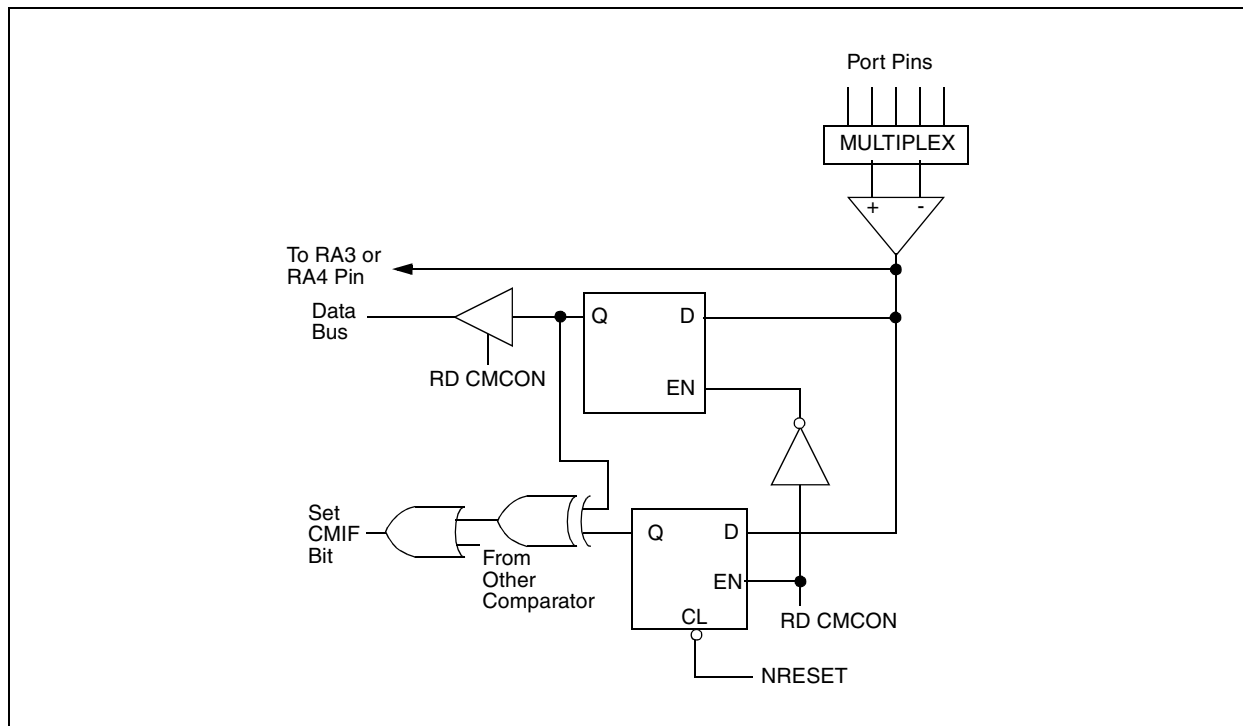 Port Pins
MULTIPLEX
+ -
To RA3 or
RA4 Pin
Data
Bus
Q D
RD CMCON
EN
Set
CMIF
Bit
From
Other
Comparator
Q D
EN
CL
RD CMCON
NRESET